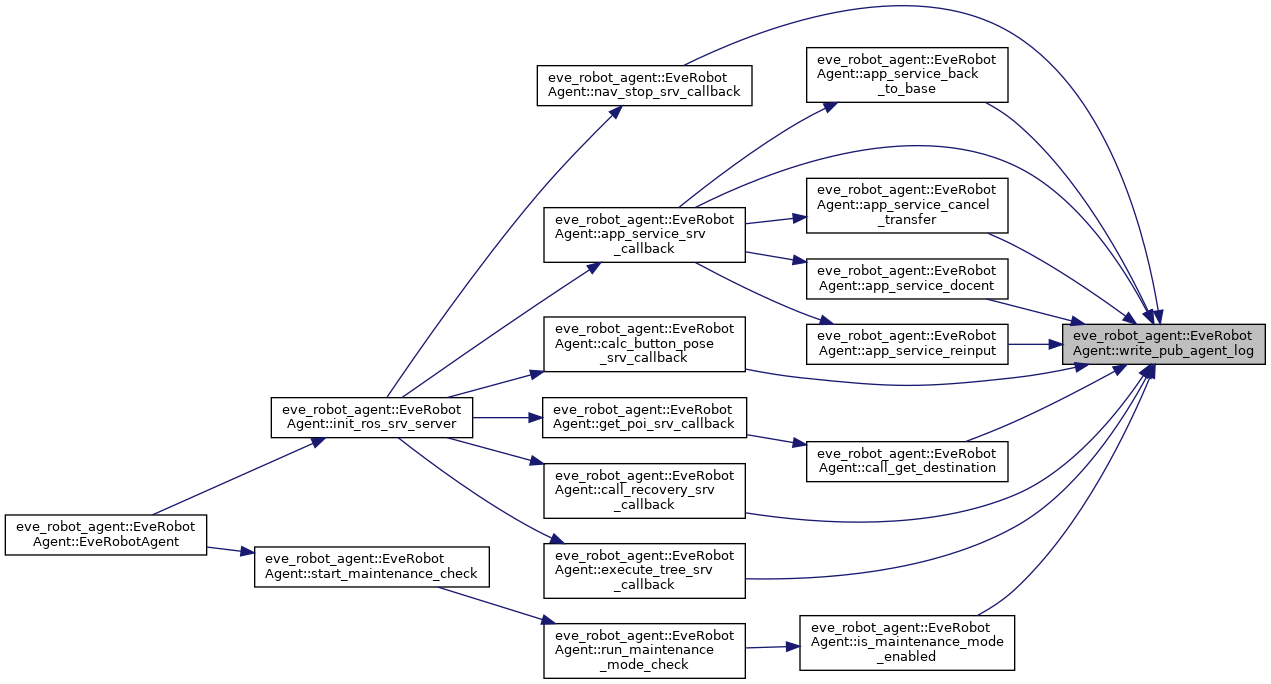 eve_robot_agent::EveRobot
Agent::nav_stop_srv_callback
eve_robot_agent::EveRobot
Agent::app_service_back
_to_base
eve_robot_agent::EveRobot
Agent::app_service_cancel
_transfer
eve_robot_agent::EveRobot
Agent::app_service_srv
_callback
eve_robot_agent::EveRobot
Agent::app_service_docent
eve_robot_agent::EveRobot
Agent::calc_button_pose
_srv_callback
eve_robot_agent::EveRobot
Agent::app_service_reinput
eve_robot_agent::EveRobot
Agent::write_pub_agent_log
eve_robot_agent::EveRobot
Agent::init_ros_srv_server
eve_robot_agent::EveRobot
Agent::get_poi_srv_callback
eve_robot_agent::EveRobot
Agent::call_get_destination
eve_robot_agent::EveRobot
Agent::call_recovery_srv
_callback
eve_robot_agent::EveRobot
Agent::EveRobotAgent
eve_robot_agent::EveRobot
Agent::start_maintenance_check
eve_robot_agent::EveRobot
Agent::execute_tree_srv
_callback
eve_robot_agent::EveRobot
Agent::run_maintenance
_mode_check
eve_robot_agent::EveRobot
Agent::is_maintenance_mode
_enabled